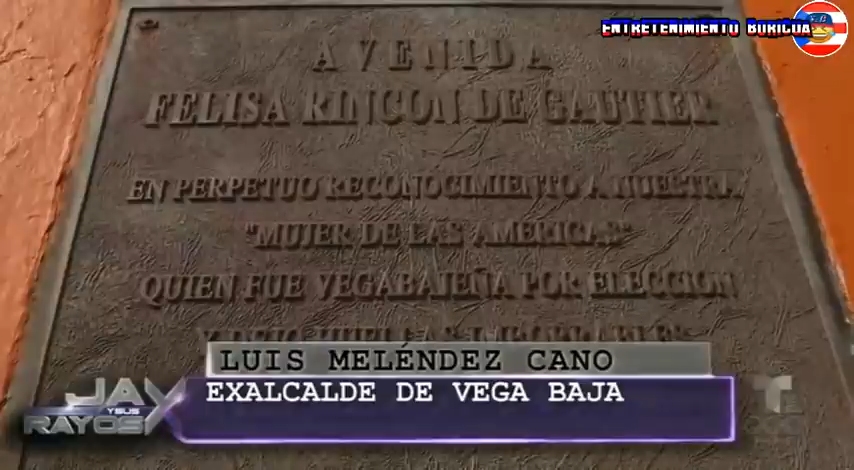 ENTRETENIMIENTO BORICUA
AVENIDA
FELISA RINCON DE GAUTIER
EN PERPETUO RECONOCIMIENTO A NUESTRA
"MUJER DE LAS AMERICAS"
QUIEN FUE VEGABAJEÑA POR ELECCION
LUIS MELÉNDEZ CANO
EXALCALDE DE VEGA BAJA
JAY
Y SUS
RAYOS X